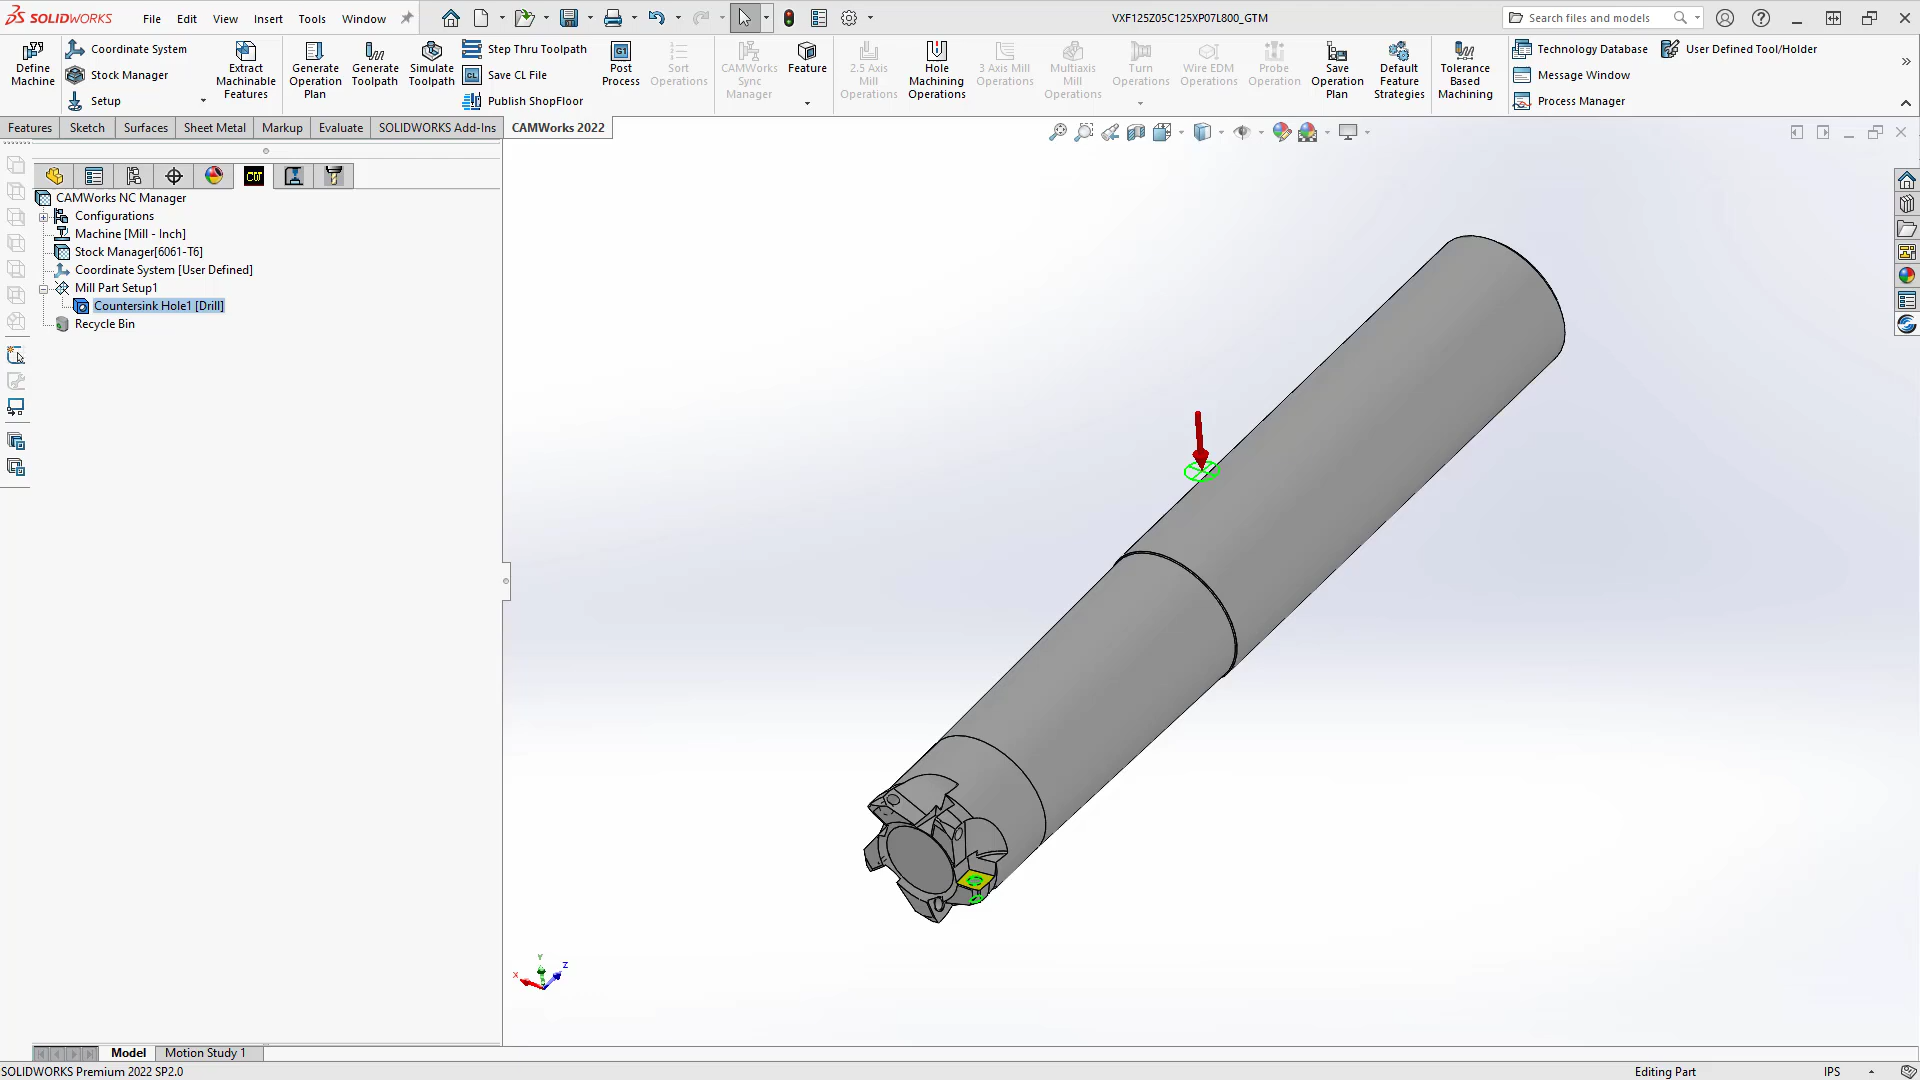 SOLIDWORKS File Edit View Insert Tools Window VXF125Z05C125XP07L800_GTM Search files and models
Define Machine
Coordinate System
Stock Manager
Setup
Extract Machinable Features
Generate Operation Plan
Generate Toolpath
Simulate Toolpath
Step Thru Toolpath
Save CL File
Publish ShopFloor
Post Process
Sort Operations
CAMWorks Sync Manager
Feature
2.5 Axis Mill Operations
Hole Machining Operations
3 Axis Mill Operations
Multiaxis Mill Operations
Turn Operations
Wire EDM Operations
Probe Operations
Save Operation Plan
Default Feature Strategies
Tolerance Based Machining
Technology Database
Message Window
Process Manager
User Defined Tool/Holder
Features Sketch Surfaces Sheet Metal Markup Evaluate SOLIDWORKS Add-Ins CAMWorks 2022
CAMWorks NC Manager
Configurations
Machine [Mill - Inch]
Stock Manager[6061-T6]
Coordinate System [User Defined]
Mill Part Setup1
Countersink Hole1 [Drill]
Recycle Bin
Y
X
Z
Model Motion Study 1
SOLIDWORKS Premium 2022 SP2.0 Editing Part IPS